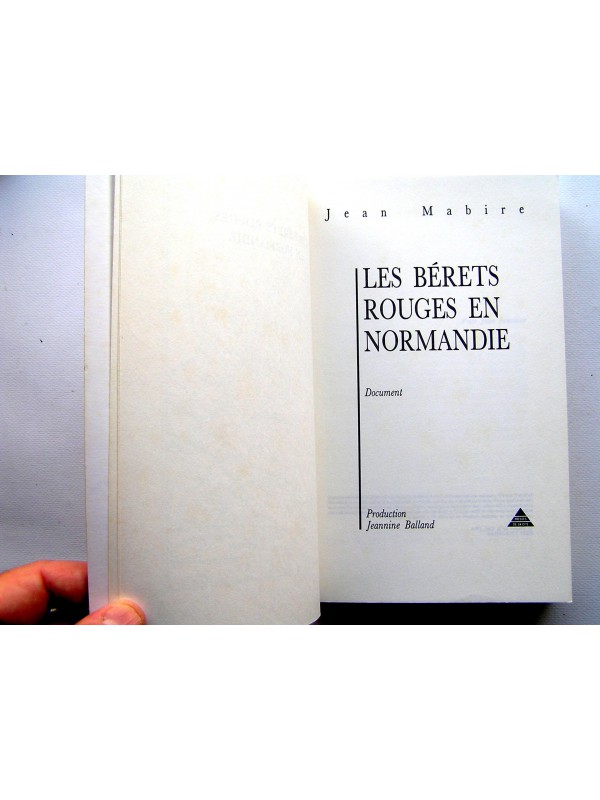 Jean Mabire
LES BÉRETS
ROUGES EN
NORMANDIE
Document
Production
Jeannine Balland